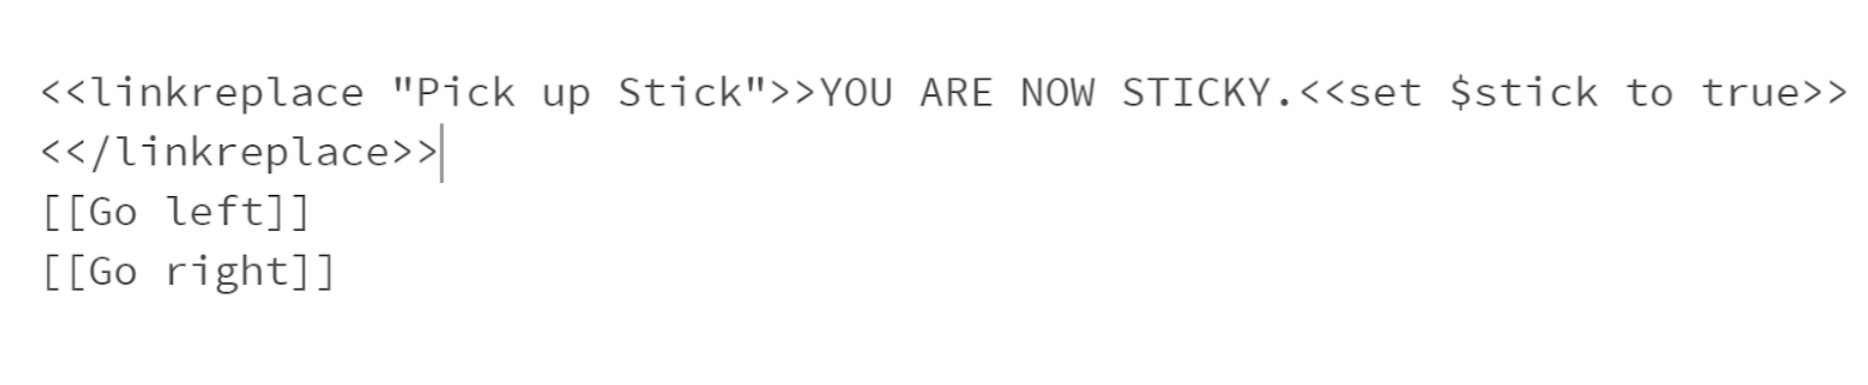 <<linkreplace "Pick up Stick">>YOU ARE NOW STICKY.<<set $stick to true>>
<</linkreplace>>
[[Go left]]
[[Go right]]